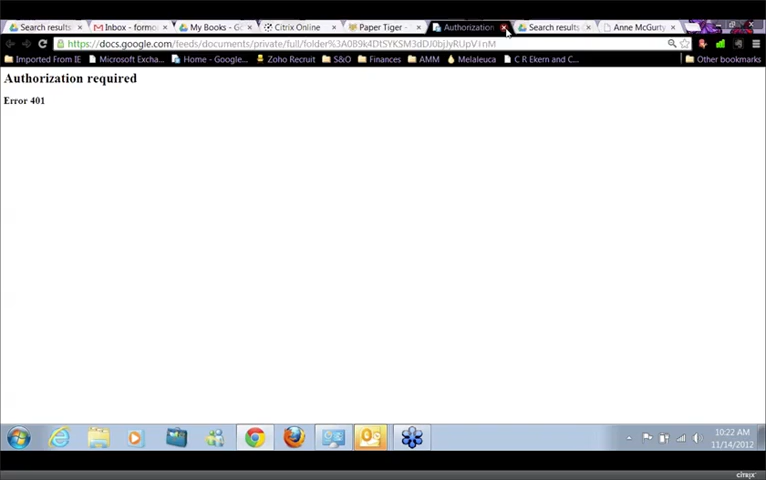 Search results
Inbox - formo
My Books - G
Citrix Online
Paper Tiger -
Authorization
Search results
Anne McGurty
https://docs.google.com/feeds/documents/private/full/folder%3A0B9k4DtSYKSM3dDJ0bjJyRUpV
Imported From IE
Microsoft Excha...
Home - Google...
Zoho Recruit
S&O
Finances
AMM
Melaleuca
C R Ekern and C...
Other bookmarks
Authorization required
Error 401
10:22 AM
11/14/2012
citrix